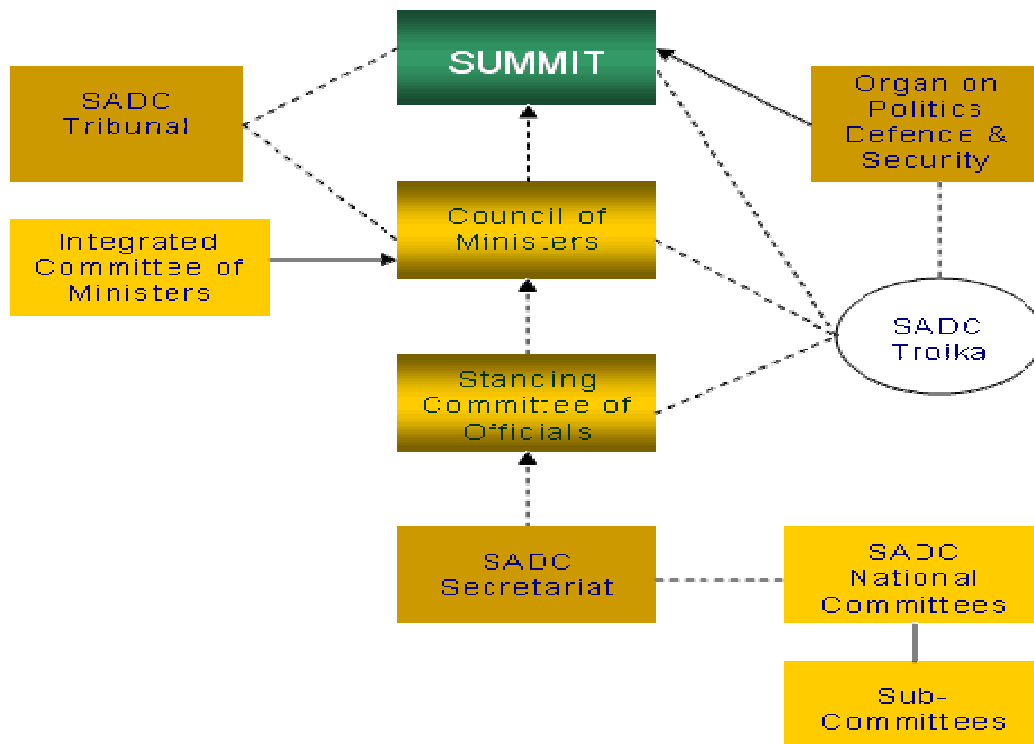 SUMMIT
SADC
Tribunal
Organ on
Politics
Defence &
Security
Council of
Ministers
Integrated
Committee of
Ministers
SADC
Troika
Stancing
Committee of
Officials
SADC
Secretariat
SADC
National
Committees
Sub-
Committees